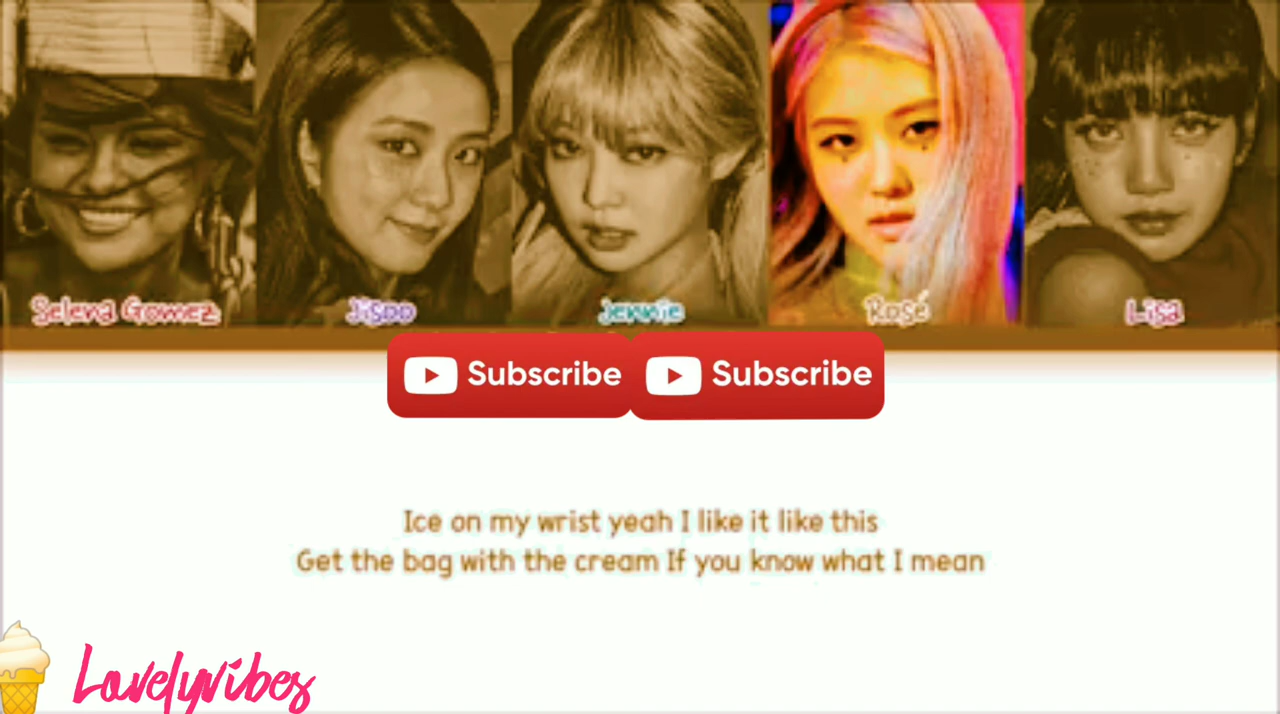 Selena Gomez Jisoo Jennie Rosé Lisa
Subscribe Subscribe
Ice on my wrist yeah I like it like this
Get the bag with the cream If you know what I mean
Lovelyvibes